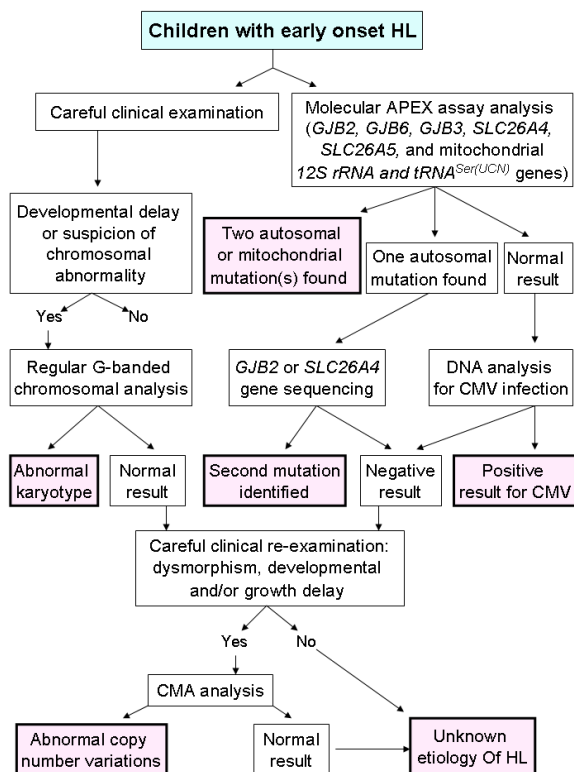 Children with early onset HL
Careful clinical examination
Molecular APEX assay analysis
(GJB2, GJB6, GJB3, SLC26A4,
SLC26A5, and mitochondrial
12S rRNA and tRNA^Ser(UCN) genes)
Developmental delay
or suspicion of
chromosomal
abnormality
Two autosomal
or mitochondrial
mutation(s) found
One autosomal
mutation found
Normal
result
Yes
No
Regular G-banded
chromosomal analysis
GJB2 or SLC26A4
gene sequencing
DNA analysis
for CMV infection
Abnormal
karyotype
Normal
result
Second mutation
identified
Negative
result
Positive
result for CMV
Careful clinical re-examination:
dysmorphism, developmental
and/or growth delay
Yes
No
CMA analysis
Abnormal copy
number variations
Normal
result
Unknown
etiology Of HL